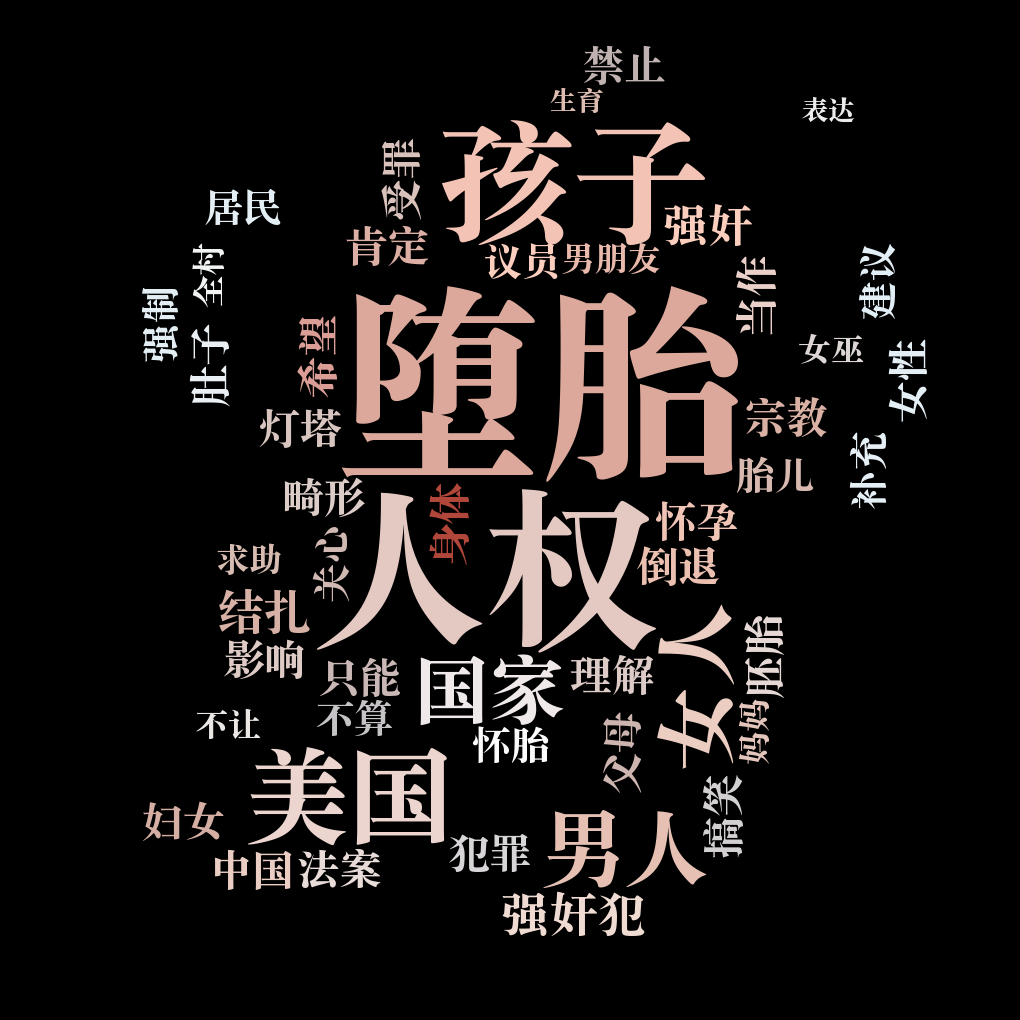 禁止
生育
表达
孩子
受罪
居民
强奸
肯定
议员
男朋友
全村
建议
当作
强制
堕胎
希望
肚子
女巫
女性
灯塔
宗教
补充
胎儿
畸形
身体
人权
怀孕
关心
求助
倒退
结扎
女人
胚胎
影响
只能
国家
理解
不算
不让
怀胎
父母
妈妈
美国
搞笑
妇女
中国
法案
犯罪
男人
强奸犯